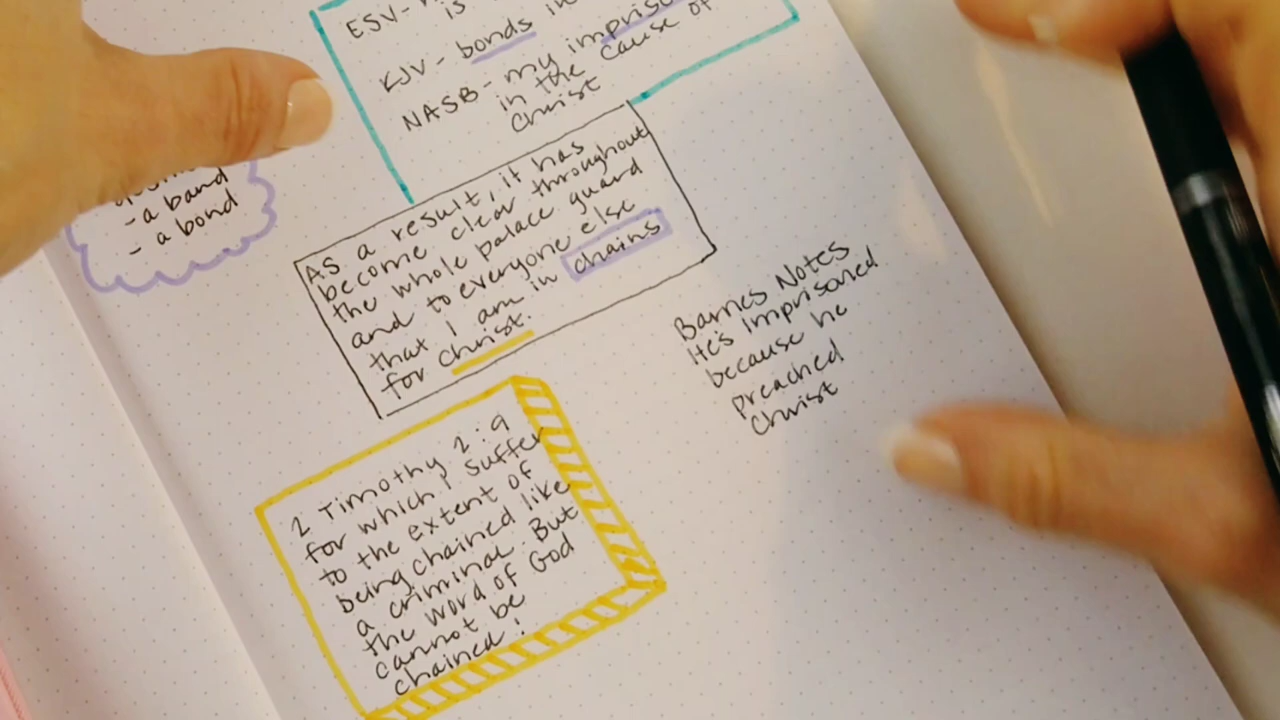 ESV-
is
KJV- bonds in
NASB- my
in the cause of
Christ
- a band
- a bond
As a result, it has
become clear throughout
the whole palace guard
and to everyone else
that I am in chains
for Christ.
Barnes Notes
He's imprisoned
because he
preached
Christ
2 Timothy 2:9
for which I suffer
to the extent of
being chained like
a criminal. But
the word of God
cannot be
chained!